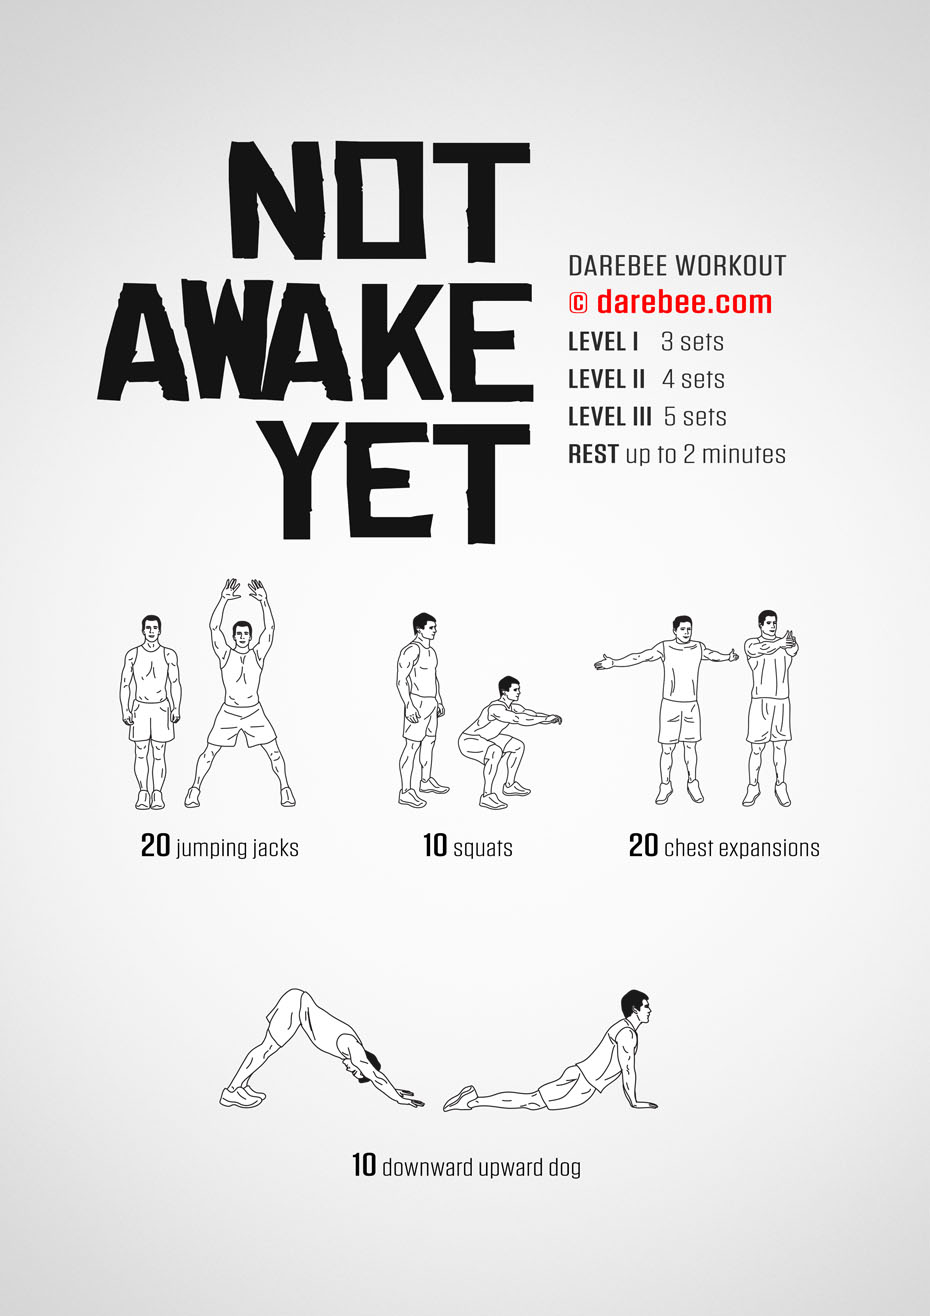 NOT
AWAKE
YET
DAREBEE WORKOUT
© darebee.com
LEVEL I 3 sets
LEVEL II 4 sets
LEVEL III 5 sets
REST up to 2 minutes
20 jumping jacks
10 squats
20 chest expansions
10 downward upward dog